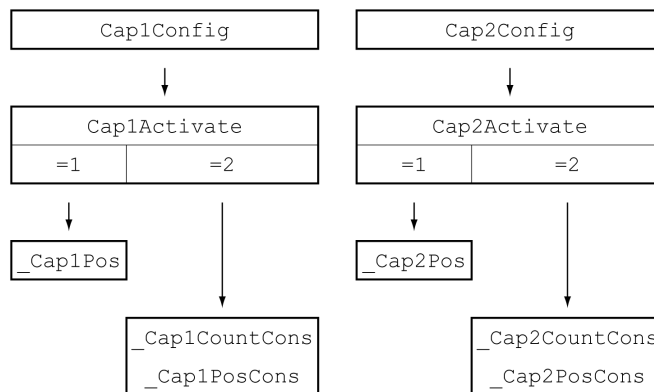 Cap1Config
Cap2Config
Cap1Activate
Cap2Activate
=1
=2
=1
=2
_Cap1Pos
_Cap2Pos
_Cap1CountCons
_Cap1PosCons
_Cap2CountCons
_Cap2PosCons